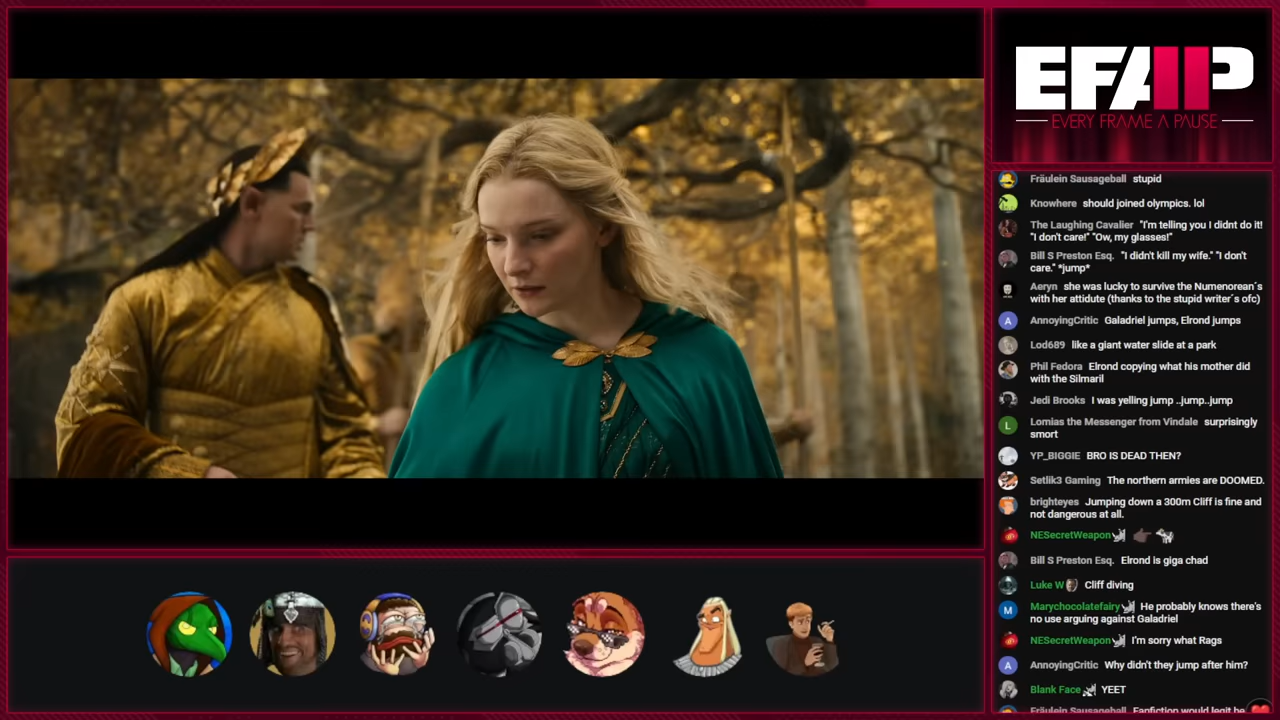 EFAP
EVERY FRAME A PAUSE
Fräulein Sausageball stupid
Knowhere should joined olympics. lol
The Laughing Cavalier "I'm telling you I didnt do it!
"I don't care!" "Ow, my glasses!"
Bill S Preston Esq. "I didn't kill my wife." "I don't
care." *jump*
Aeryn she was lucky to survive the Numenorean´s
with her attidute (thanks to the stupid writer´s ofc)
A
AnnoyingCritic Galadriel jumps, Elrond jumps
Lod689 like a giant water slide at a park
Phil Fedora Elrond copying what his mother did
with the Silmaril
Jedi Brooks I was yelling jump ..jump..jump
L
Lomias the Messenger from Vindale surprisingly
smort
YP_BIGGIE BRO IS DEAD THEN?
Setlik3 Gaming The northern armies are DOOMED.
brighteyes Jumping down a 300m Cliff is fine and
not dangerous at all.
NESecretWeapon
Bill S Preston Esq. Elrond is giga chad
Luke W Cliff diving
M
Marychocolatefairy He probably knows there's
no use arguing against Galadriel
NESecretWeapon I'm sorry what Rags
A
AnnoyingCritic Why didn't they jump after him?
Blank Face YEET
Fräulein Sausageball Fanfiction would legit be